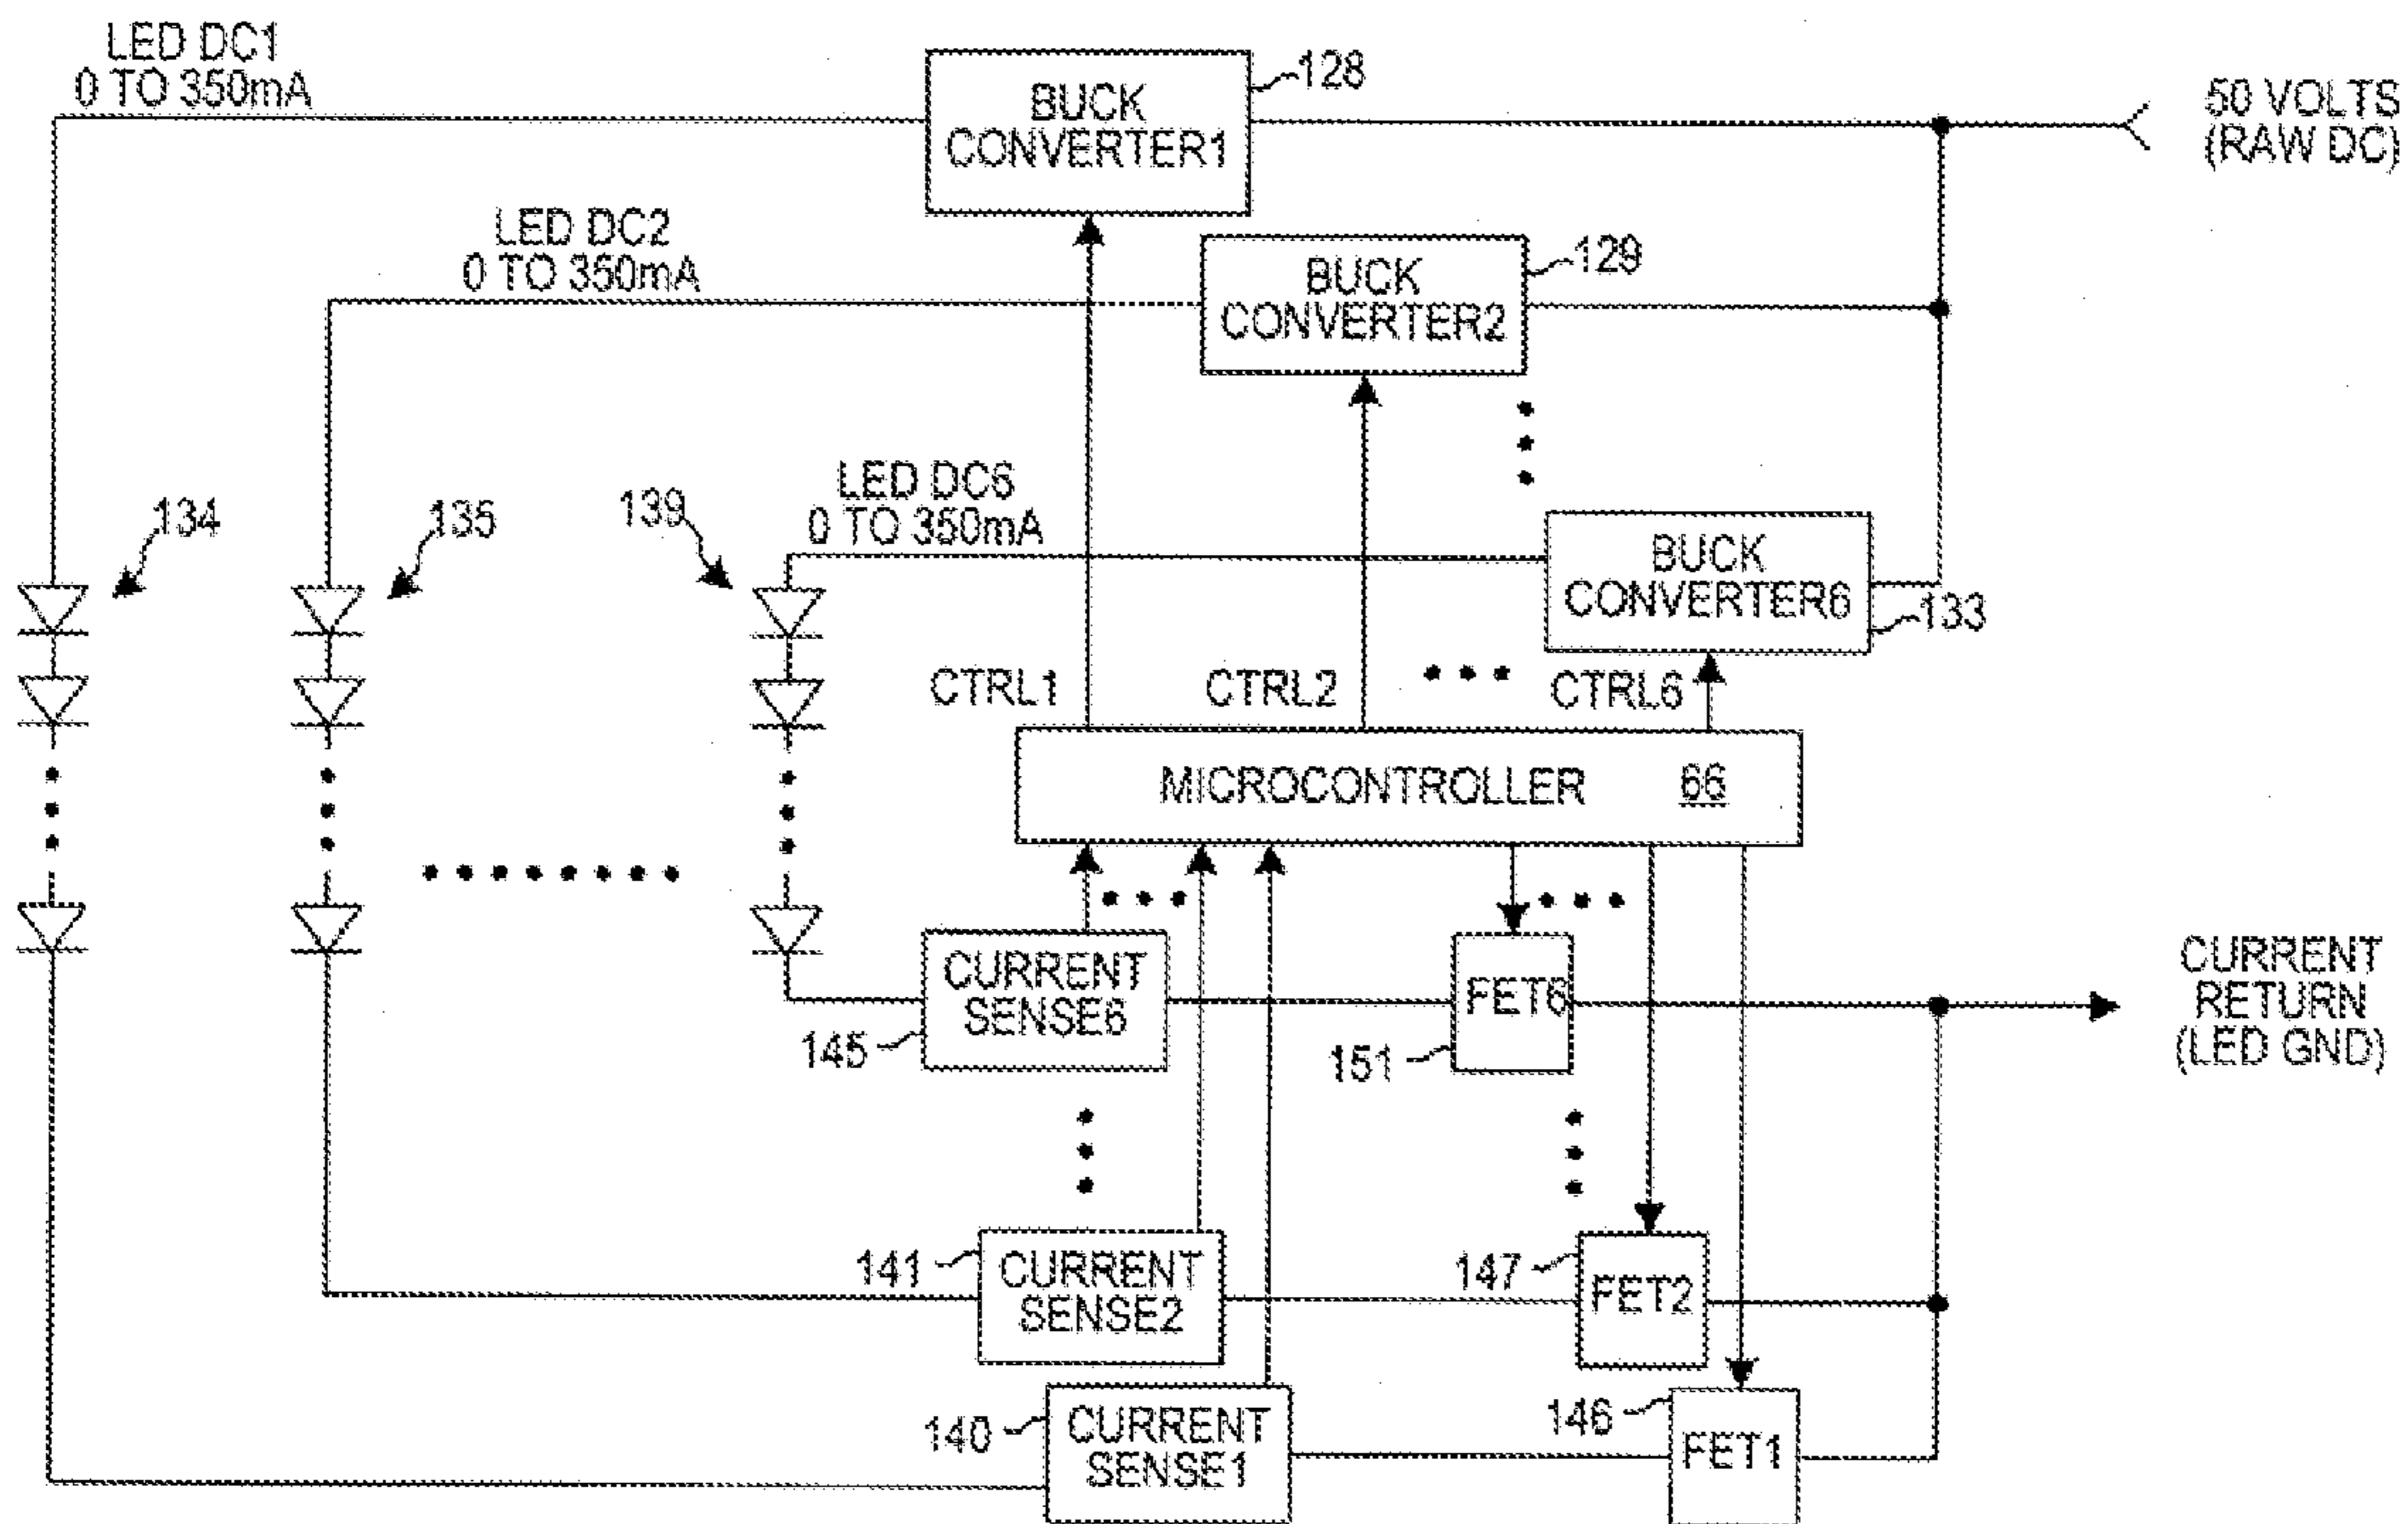 LED DC1
0 TO 350mA
BUCK
CONVERTER1
128
50 VOLTS
(RAW DC)
LED DC2
0 TO 350mA
BUCK
CONVERTER2
129
LED DC6
0 TO 350mA
134
135
139
BUCK
CONVERTER6
133
CTRL1
CTRL2
CTRL6
MICROCONTROLLER 66
CURRENT
SENSE6
145
FET6
151
CURRENT
RETURN
(LED GND)
141
CURRENT
SENSE2
147
FET2
140
CURRENT
SENSE1
146
FET1